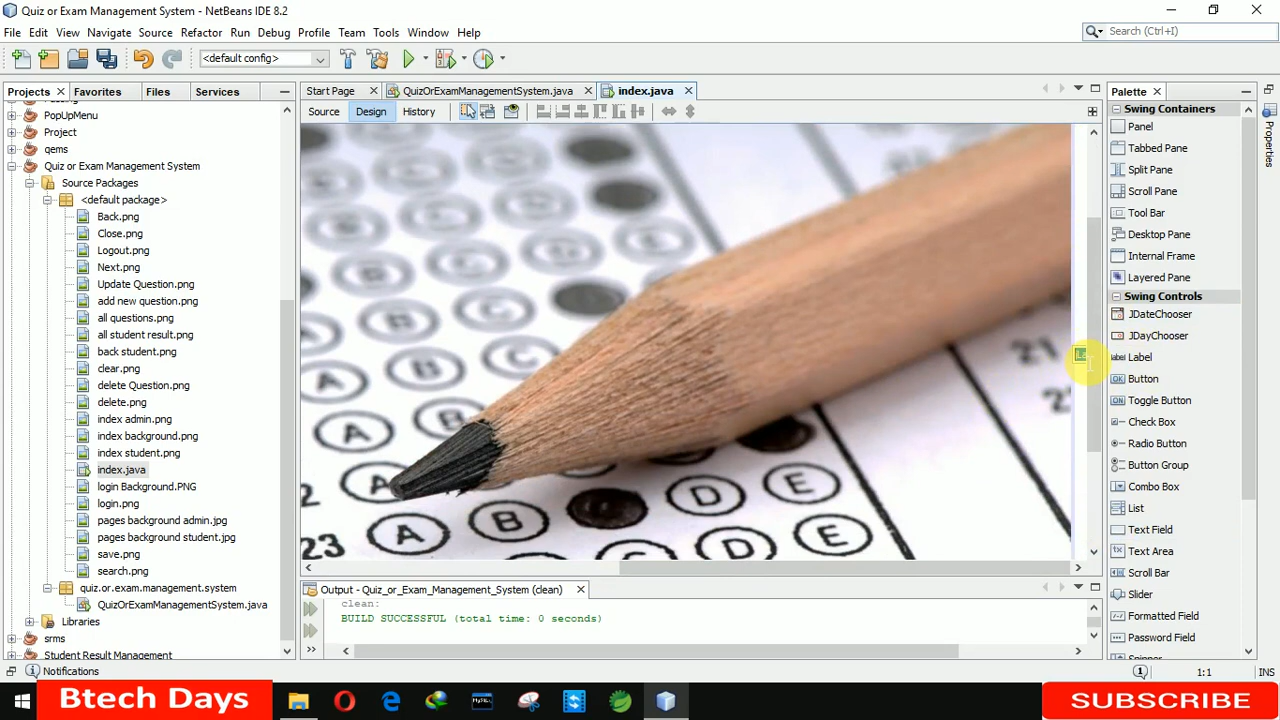 Quiz or Exam Management System - NetBeans IDE 8.2
File Edit View Navigate Source Refactor Run Debug Profile Team Tools Window Help
Search (Ctrl+I)
<default config>
Projects Favorites Files Services
Start Page QuizOrExamManagementSystem.java index.java
Palette
Source Design History
Properties
PopUpMenu
Project
qems
Quiz or Exam Management System
Source Packages
<default package>
Back.png
Close.png
Logout.png
Next.png
Update Question.png
add new question.png
all questions.png
all student result.png
back student.png
clear.png
delete Question.png
delete.png
index admin.png
index background.png
index student.png
index.java
login Background.PNG
login.png
pages background admin.jpg
pages background student.jpg
save.png
search.png
quiz.or.exam.management.system
QuizOrExamManagementSystem.java
Libraries
srms
Student Result Management
E
B
C
A
B
C
A
B
21
2
A
D
E
23
A
B
D
E
Swing Containers
Panel
Tabbed Pane
Split Pane
Scroll Pane
Tool Bar
Desktop Pane
Internal Frame
Layered Pane
Swing Controls
JDateChooser
JDayChooser
label Label
OK Button
ON Toggle Button
Check Box
Radio Button
Button Group
Combo Box
List
Text Field
Text Area
Scroll Bar
Slider
Formatted Field
Password Field
Spinner
Output - Quiz_or_Exam_Management_System (clean)
clean:
BUILD SUCCESSFUL (total time: 0 seconds)
Notifications
1:1
INS
Btech Days
MySQL
SUBSCRIBE